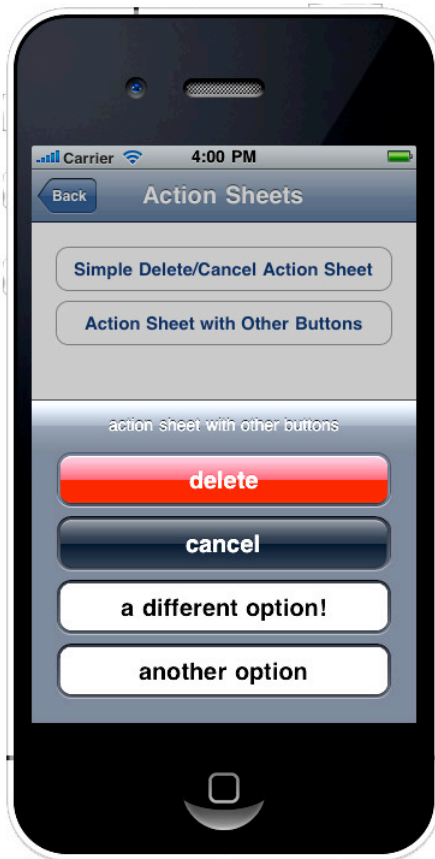 Carrier 4:00 PM
Back Action Sheets
Simple Delete/Cancel Action Sheet
Action Sheet with Other Buttons
action sheet with other buttons
delete
cancel
a different option!
another option